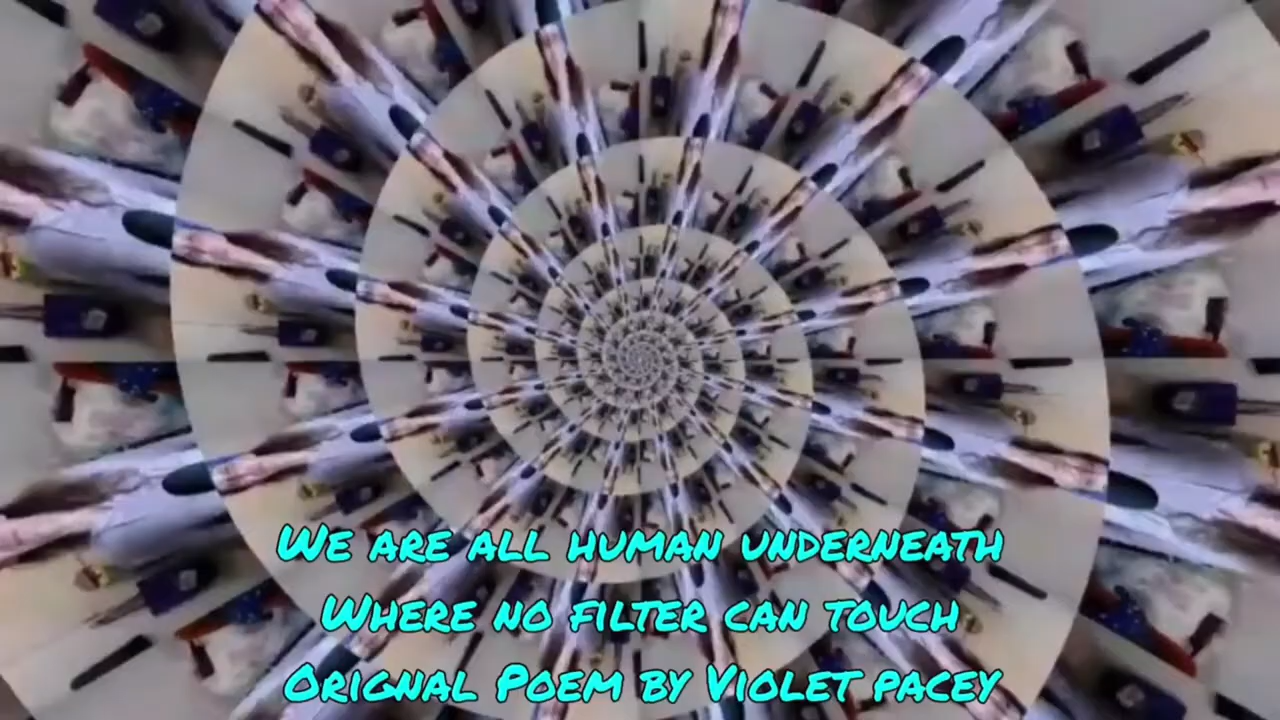 We are all human underneath
Where no filter can touch
Orignal Poem by Violet pacey